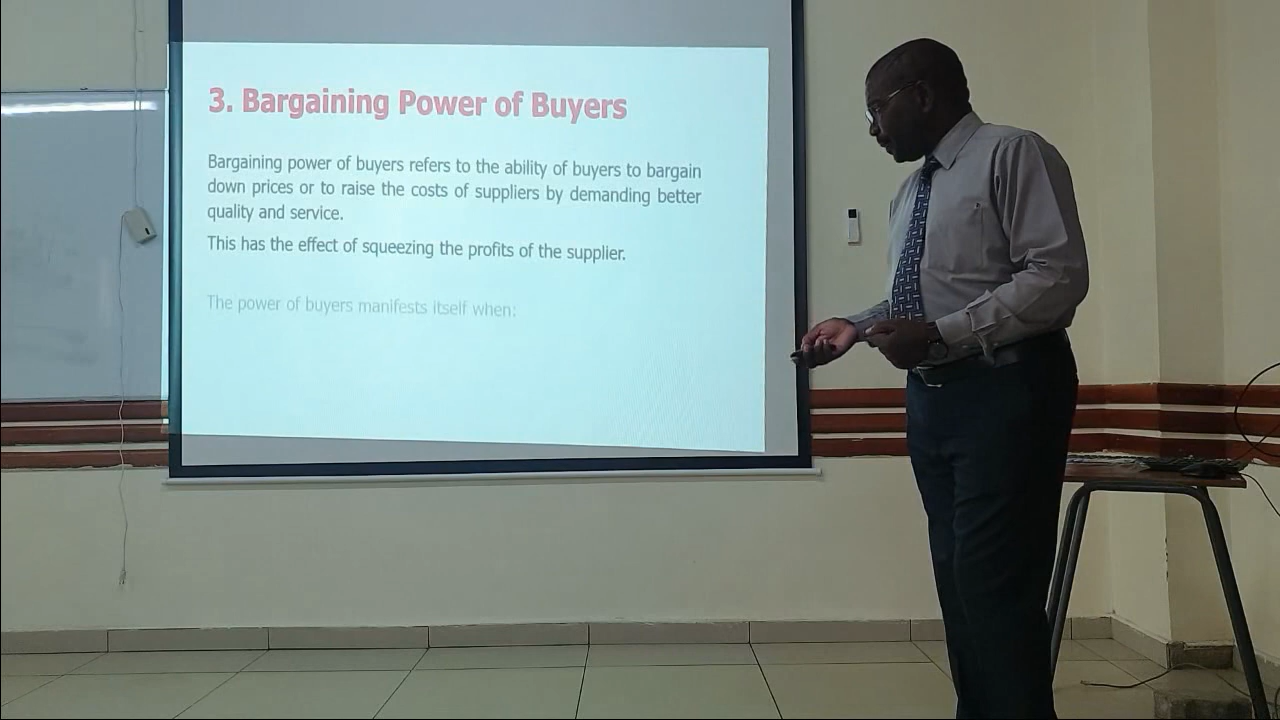 3. Bargaining Power of Buyers
Bargaining power of buyers refers to the ability of buyers to bargain
down prices or to raise the costs of suppliers by demanding better
quality and service.
This has the effect of squeezing the profits of the supplier.
The power of buyers manifests itself when: